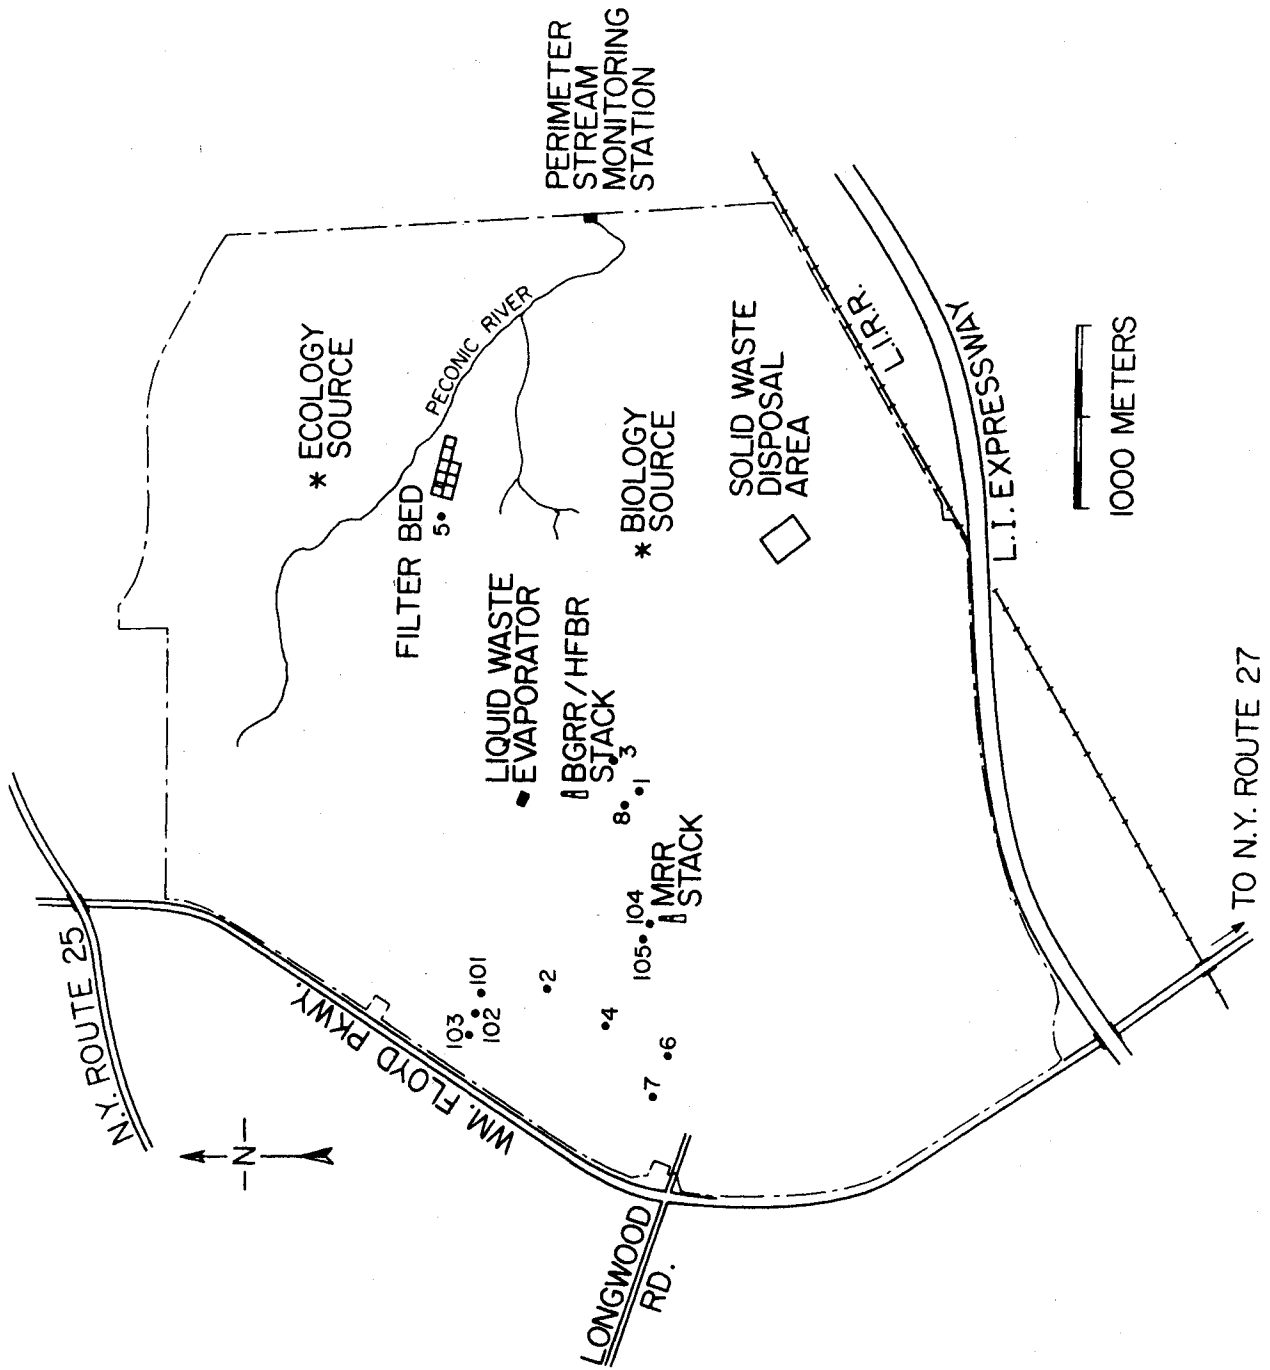 N.Y. ROUTE 25
WM. FLOYD PKWY.
-N-
LONGWOOD
RD.
ECOLOGY
SOURCE
PERIMETER
STREAM
MONITORING
STATION
PECONIC RIVER
FILTER BED
5
LIQUID WASTE
EVAPORATOR
BGRR/HFBR
STACK
3
1
8
BIOLOGY
SOURCE
SOLID WASTE
DISPOSAL
AREA
MRR
STACK
104
105
101
102
103
2
4
6
7
L.I.R.R.
L.I. EXPRESSWAY
1000 METERS
TO N.Y. ROUTE 27